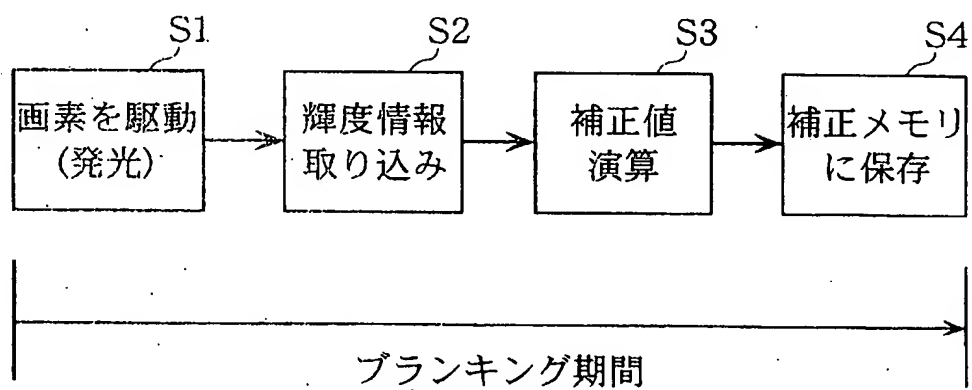 S1
S2
S3
S4
画素を駆動
(発光)
輝度情報
取り込み
補正値
演算
補正メモリ
に保存
ブランキング期間